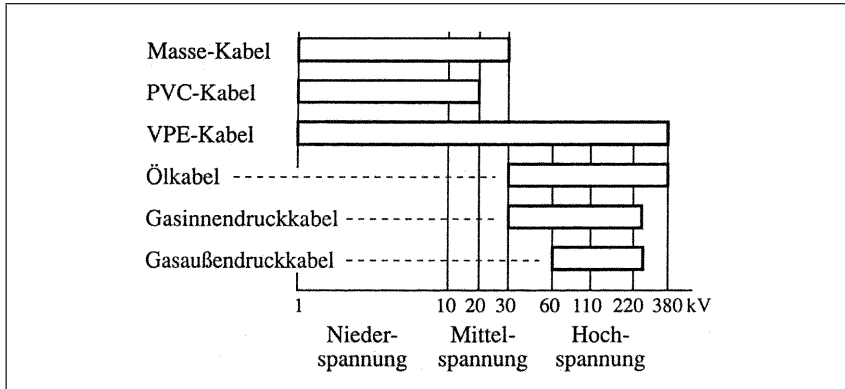 Masse-Kabel
PVC-Kabel
VPE-Kabel
Ölkabel
Gasinnendruckkabel
Gasaußendruckkabel
1 10 20 30 60 110 220 380 kV
Nieder- Mittel- Hoch-
spannung spannung spannung